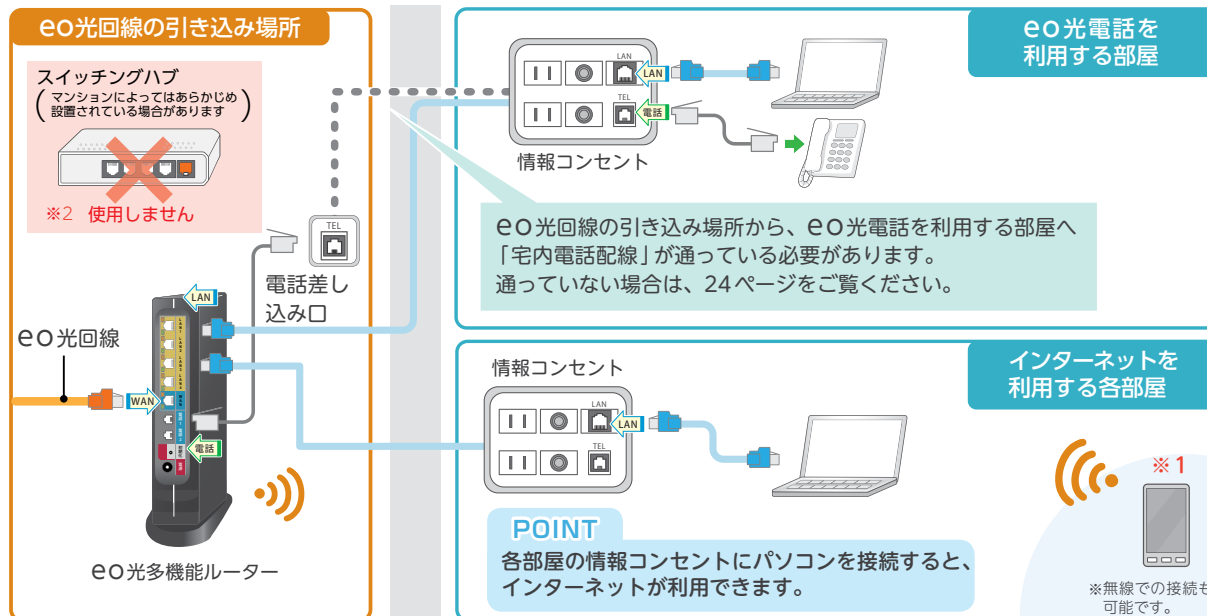 eo光回線の引き込み場所
スイッチングハブ
(マンションによってはあらかじめ
設置されている場合があります)
※2 使用しません
TEL
電話差し
込み口
LAN
eo光回線
WAN
電話
eo光多機能ルーター
eo光電話を
利用する部屋
LAN
LAN
TEL
電話
情報コンセント
eo光回線の引き込み場所から、eo光電話を利用する部屋へ
「宅内電話配線」が通っている必要があります。
通っていない場合は、24ページをご覧ください。
インターネットを
利用する各部屋
情報コンセント
LAN
LAN
TEL
POINT
各部屋の情報コンセントにパソコンを接続すると、
インターネットが利用できます。
※1
※無線での接続も
可能です。